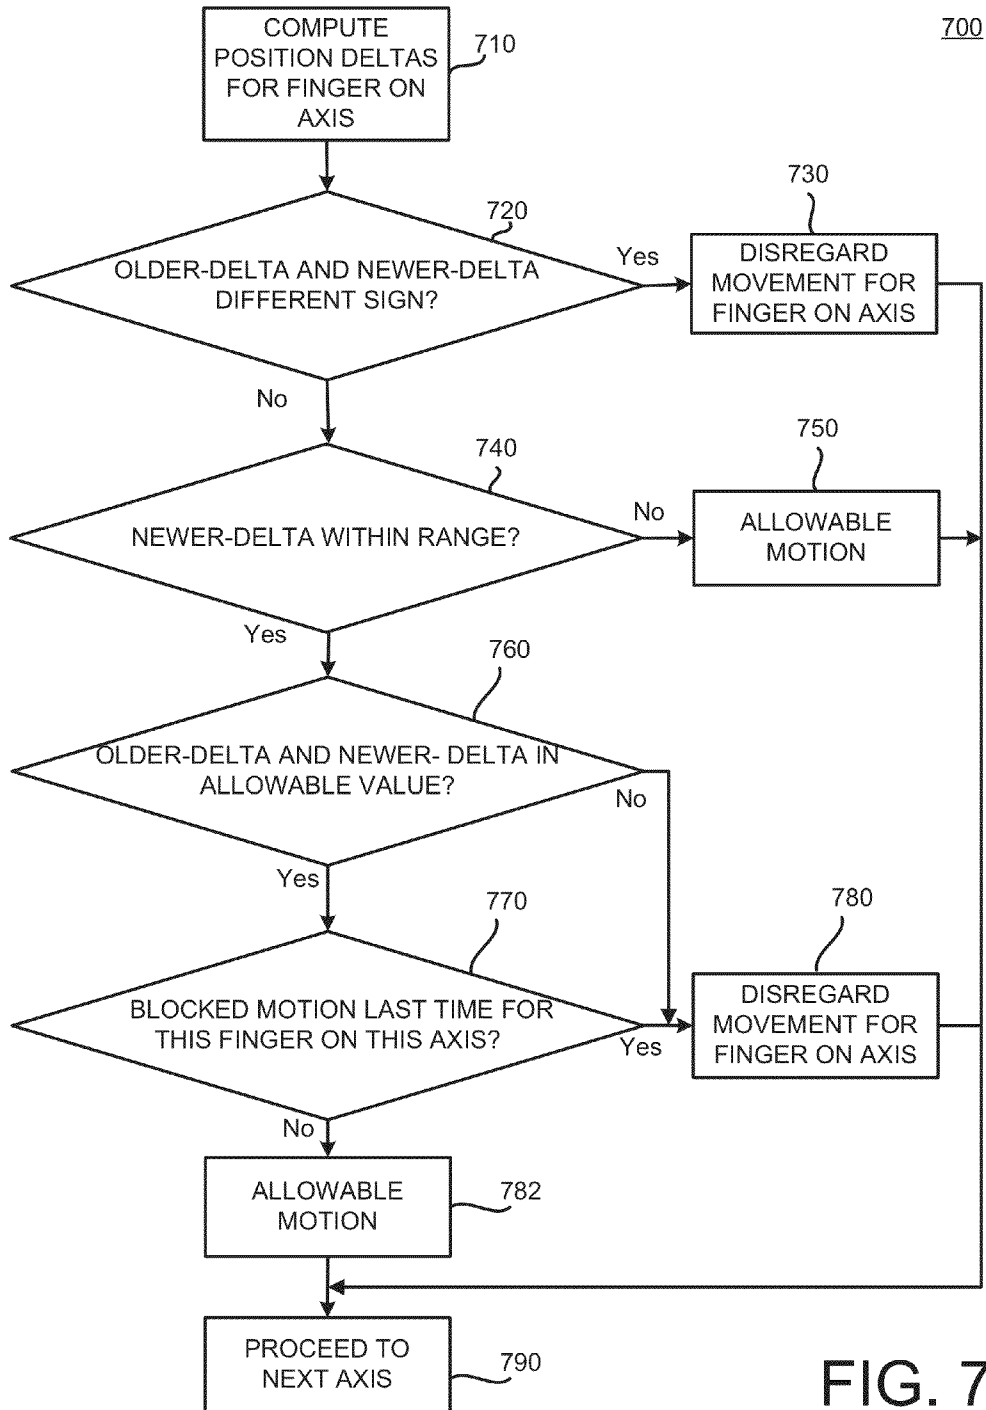 COMPUTE
POSITION DELTAS
FOR FINGER ON
AXIS
710
700
720
OLDER-DELTA AND NEWER-DELTA
DIFFERENT SIGN?
Yes
730
DISREGARD
MOVEMENT FOR
FINGER ON AXIS
No
740
NEWER-DELTA WITHIN RANGE?
No
750
ALLOWABLE
MOTION
Yes
760
OLDER-DELTA AND NEWER- DELTA IN
ALLOWABLE VALUE?
No
Yes
770
BLOCKED MOTION LAST TIME FOR
THIS FINGER ON THIS AXIS?
Yes
780
DISREGARD
MOVEMENT FOR
FINGER ON AXIS
No
ALLOWABLE
MOTION
782
PROCEED TO
NEXT AXIS
790
FIG. 7